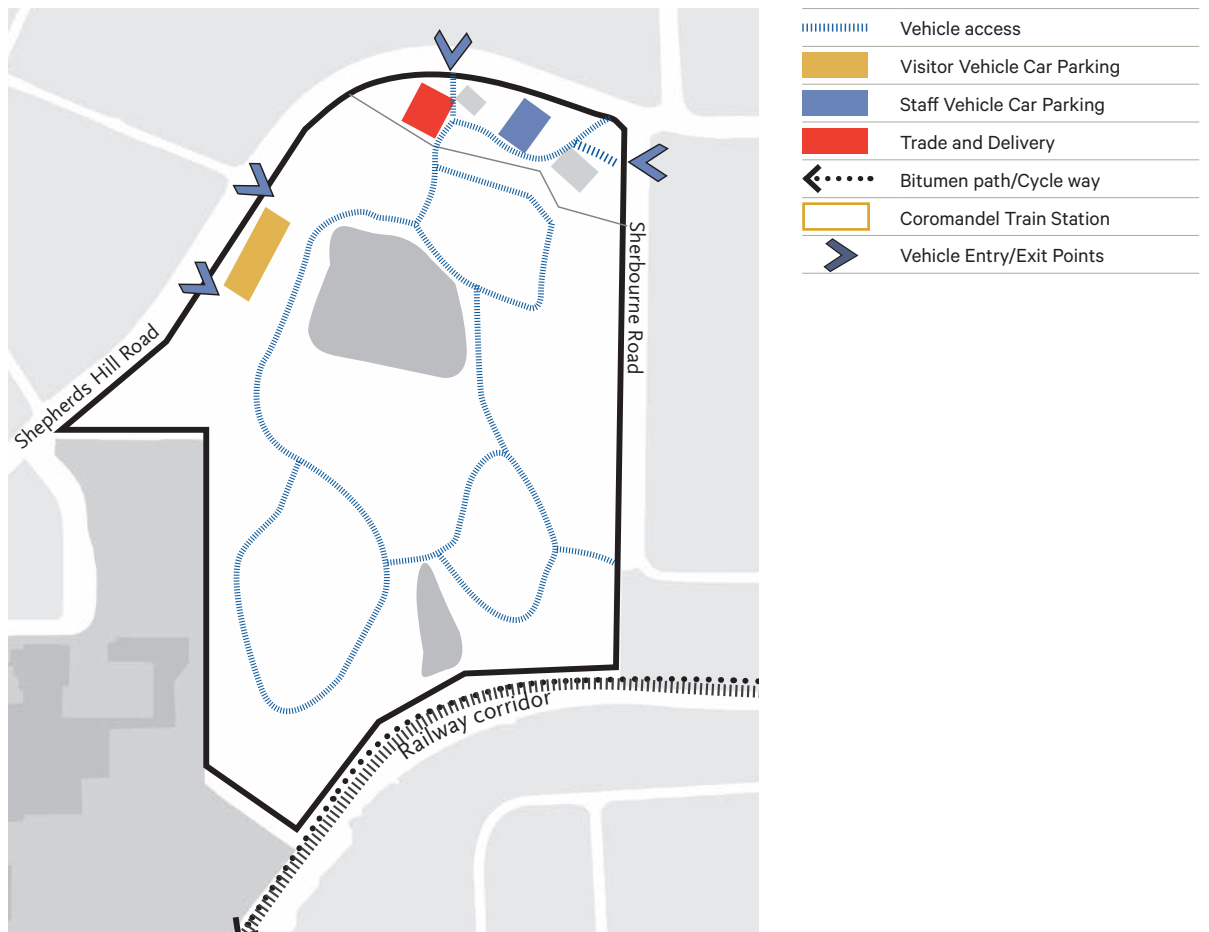 Vehicle access
Visitor Vehicle Car Parking
Staff Vehicle Car Parking
Trade and Delivery
Bitumen path/Cycle way
Coromandel Train Station
Vehicle Entry/Exit Points
Sherbourne Road
Shepherds Hill Road
Railway corridor